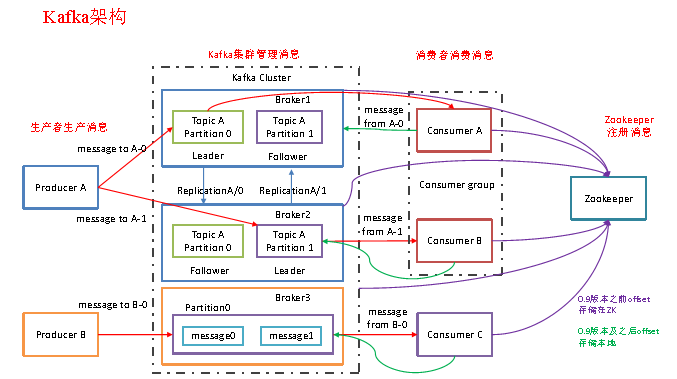 Kafka架构
Kafka集群管理消息
消费者消费消息
Kafka Cluster
Broker1
Topic A
Partition 0
Topic A
Partition 1
message
from A-0
Consumer A
Zookeeper
注册消息
生产者生产消息
message to A-0
Leader
Follower
Producer A
ReplicationA/0
ReplicationA/1
Consumer group
Zookeeper
message to A-1
Broker2
Topic A
Partition 0
Topic A
Partition 1
message
from A-1
Consumer B
Follower
Leader
message to B-0
Broker3
Partition0
0.9版本之前offset
存储在ZK
Producer B
message0
message1
message
from B-0
Consumer C
0.9版本及之后offset
存储本地